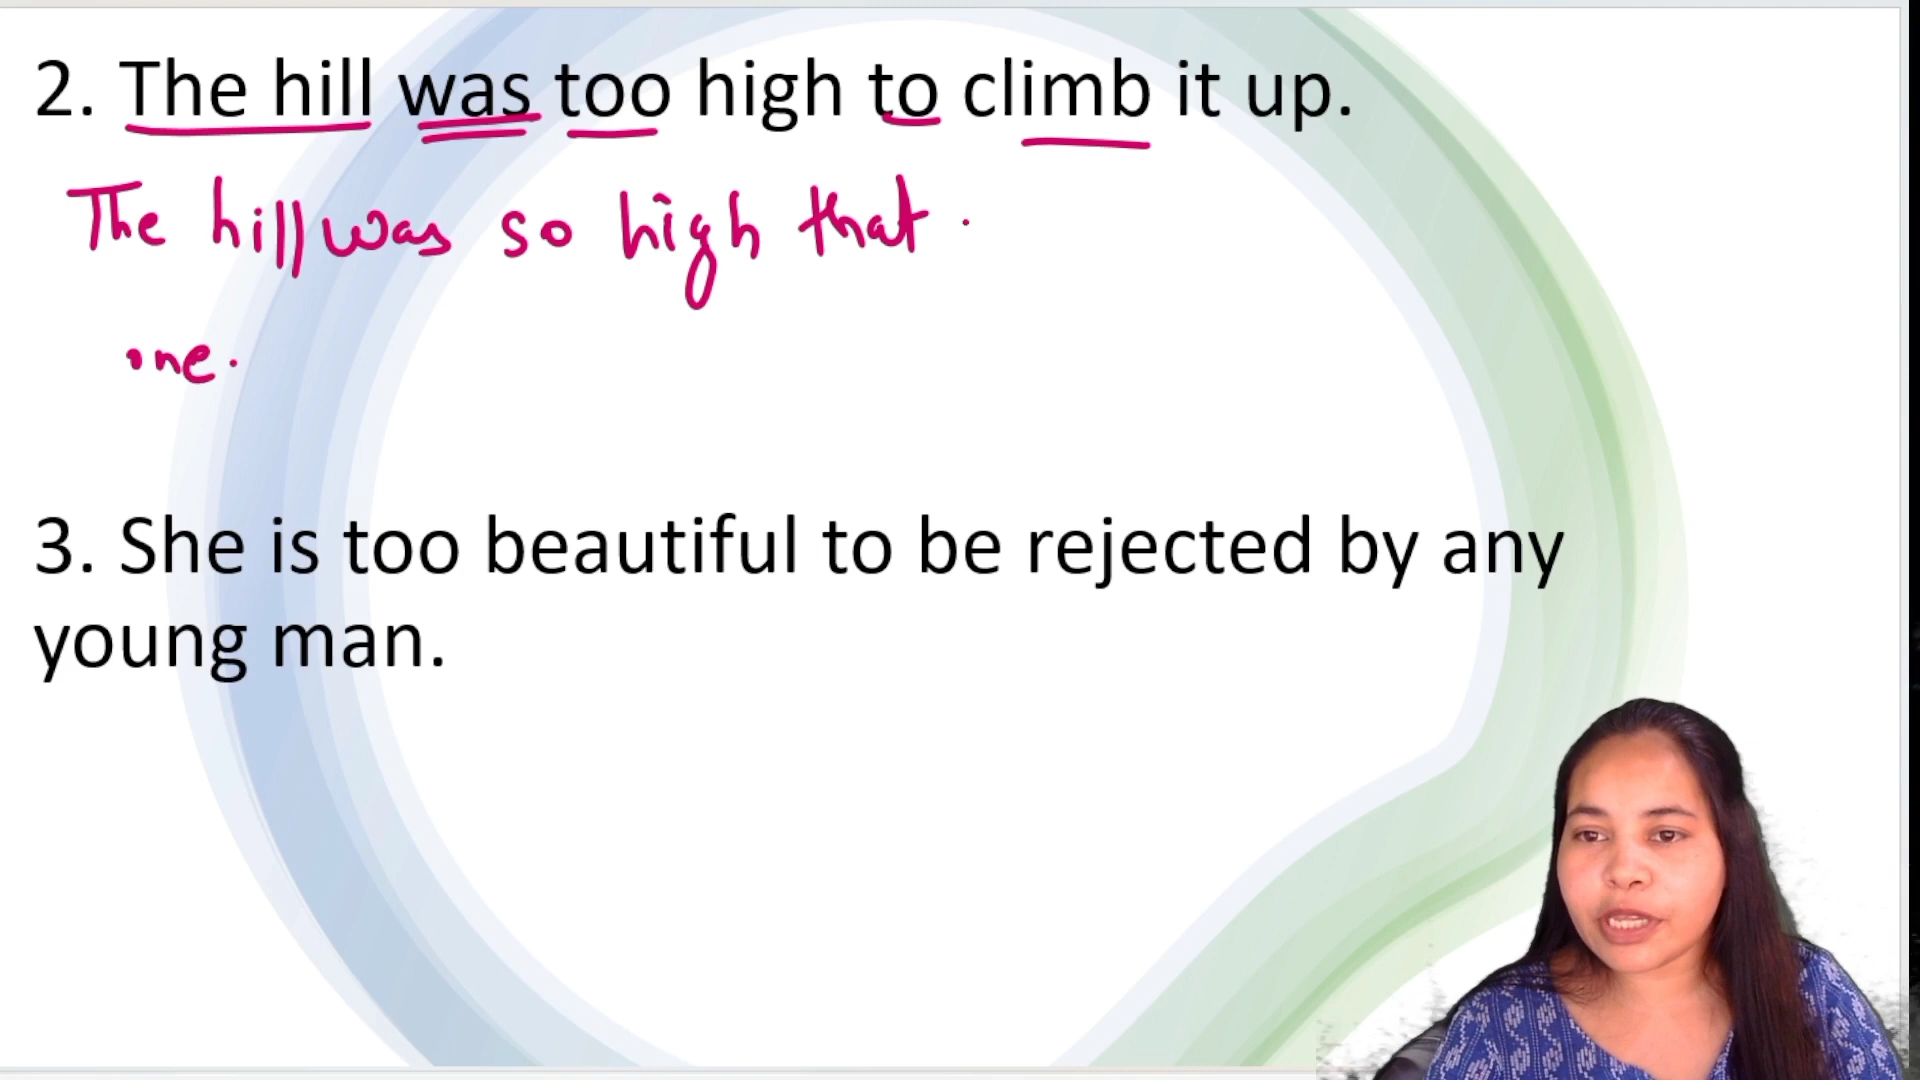 2. The hill was too high to climb it up.
The hill was so high that
one.
3. She is too beautiful to be rejected by any
young man.